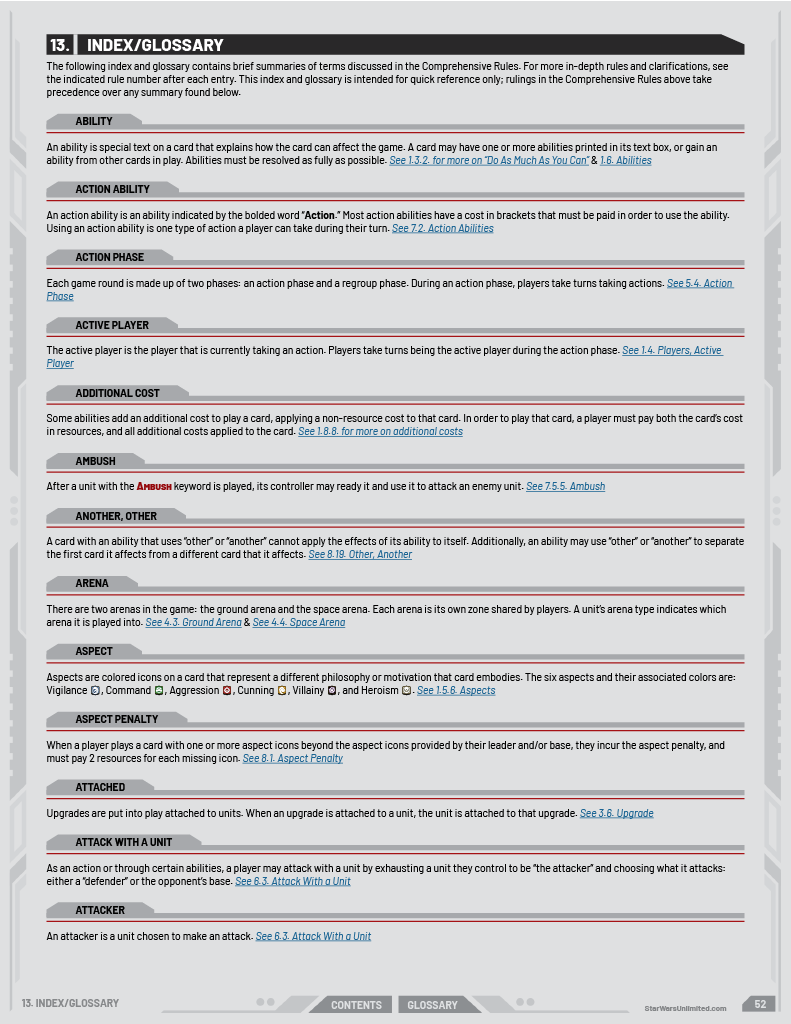 13. INDEX/GLOSSARY
The following index and glossary contains brief summaries of terms discussed in the Comprehensive Rules. For more in-depth rules and clarifications, see
the indicated rule number after each entry. This index and glossary is intended for quick reference only; rulings in the Comprehensive Rules above take
precedence over any summary found below.
ABILITY
An ability is special text on a card that explains how the card can affect the game. A card may have one or more abilities printed in its text box, or gain an
ability from other cards in play. Abilities must be resolved as fully as possible. See 1.3.2. for more on “Do As Much As You Can” & 1.6. Abilities
ACTION ABILITY
An action ability is an ability indicated by the bolded word “Action.” Most action abilities have a cost in brackets that must be paid in order to use the ability.
Using an action ability is one type of action a player can take during their turn. See 7.2. Action Abilities
ACTION PHASE
Each game round is made up of two phases: an action phase and a regroup phase. During an action phase, players take turns taking actions. See 5.4. Action
Phase
ACTIVE PLAYER
The active player is the player that is currently taking an action. Players take turns being the active player during the action phase. See 1.4. Players, Active
Player
ADDITIONAL COST
Some abilities add an additional cost to play a card, applying a non-resource cost to that card. In order to play that card, a player must pay both the card’s cost
in resources, and all additional costs applied to the card. See 1.8.8. for more on additional costs
AMBUSH
After a unit with the AMBUSH keyword is played, its controller may ready it and use it to attack an enemy unit. See 7.5.5. Ambush
ANOTHER, OTHER
A card with an ability that uses “other” or “another” cannot apply the effects of its ability to itself. Additionally, an ability may use “other” or “another” to separate
the first card it affects from a different card that it affects. See 8.19. Other, Another
ARENA
There are two arenas in the game: the ground arena and the space arena. Each arena is its own zone shared by players. A unit’s arena type indicates which
arena it is played into. See 4.3. Ground Arena & See 4.4. Space Arena
ASPECT
Aspects are colored icons on a card that represent a different philosophy or motivation that card embodies. The six aspects and their associated colors are:
Vigilance , Command , Aggression , Cunning , Villainy , and Heroism . See 1.5.6. Aspects
ASPECT PENALTY
When a player plays a card with one or more aspect icons beyond the aspect icons provided by their leader and/or base, they incur the aspect penalty, and
must pay 2 resources for each missing icon. See 8.1. Aspect Penalty
ATTACHED
Upgrades are put into play attached to units. When an upgrade is attached to a unit, the unit is attached to that upgrade. See 3.6. Upgrade
ATTACK WITH A UNIT
As an action or through certain abilities, a player may attack with a unit by exhausting a unit they control to be “the attacker” and choosing what it attacks:
either a “defender” or the opponent’s base. See 6.3. Attack With a Unit
ATTACKER
An attacker is a unit chosen to make an attack. See 6.3. Attack With a Unit
13. INDEX/GLOSSARY CONTENTS GLOSSARY StarWarsUnlimited.com 52